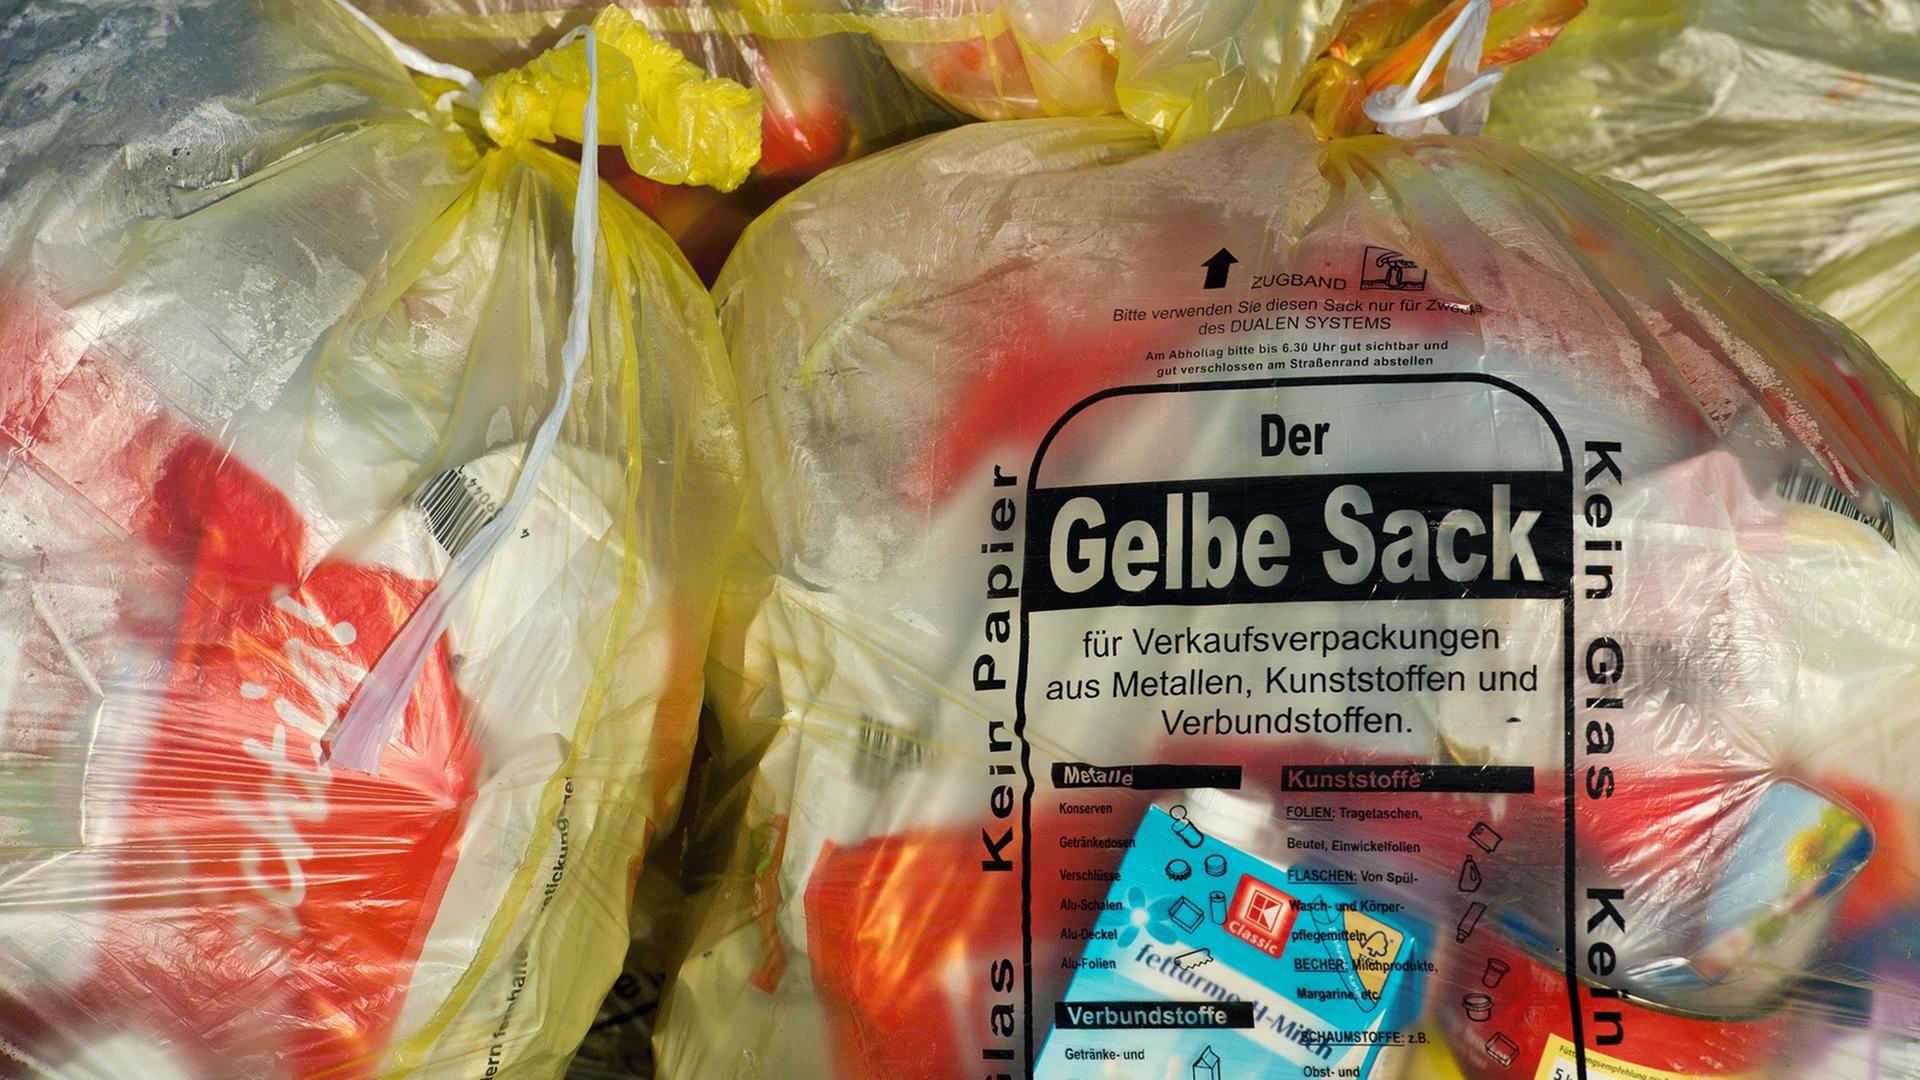 ZUGBAND
Bitte verwenden Sie diesen Sack nur für Zwecke
des DUALEN SYSTEMS
Am Abholtag bitte bis 6.30 Uhr gut sichtbar und
gut verschlossen am Straßenrand abstellen
Der
Gelbe Sack
für Verkaufsverpackungen
aus Metallen, Kunststoffen und
Verbundstoffen.
Metalle
Konserven
Getränkedosen
Verschlüsse
Alu-Schalen
Alu-Deckel
Alu-Folien
Verbundstoffe
Getränke- und
Kunststoffe
FOLIEN: Tragetaschen,
Beutel, Einwickelfolien
FLASCHEN: Von Spül-
Wasch- und Körper-
pflegemitteln
BECHER: Milchprodukte,
Margarine, etc.
SCHAUMSTOFFE: z.B.
Obst- und
Kein Papier
Kein Glas Kein
Classic
fettarme H-Milch